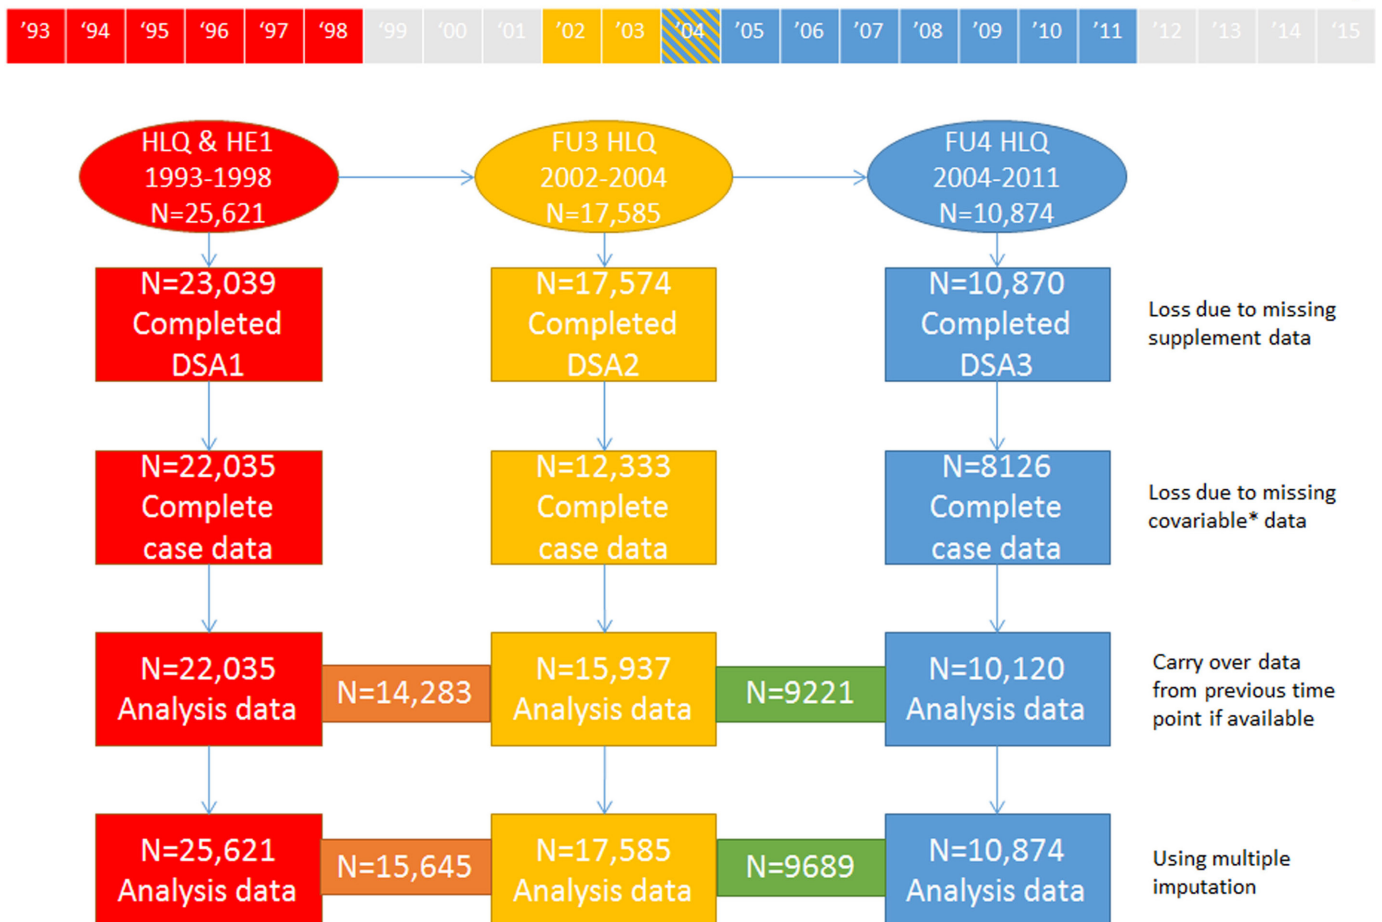 ’93 ‘94 ’95 ’96 ’97 ’98 ‘99 ‘00 ‘01 ’02 ’03 ’04 ’05 ’06 ’07 ’08 ’09 ’10 ’11 ’12 ’13 ’14 ‘15
HLQ & HE1
1993-1998
N=25,621
FU3 HLQ
2002-2004
N=17,585
FU4 HLQ
2004-2011
N=10,874
N=23,039
Completed
DSA1
N=17,574
Completed
DSA2
N=10,870
Completed
DSA3
Loss due to missing
supplement data
N=22,035
Complete
case data
N=12,333
Complete
case data
N=8126
Complete
case data
Loss due to missing
covariable* data
N=22,035
Analysis data
N=14,283
N=15,937
Analysis data
N=9221
N=10,120
Analysis data
Carry over data
from previous time
point if available
N=25,621
Analysis data
N=15,645
N=17,585
Analysis data
N=9689
N=10,874
Analysis data
Using multiple
imputation